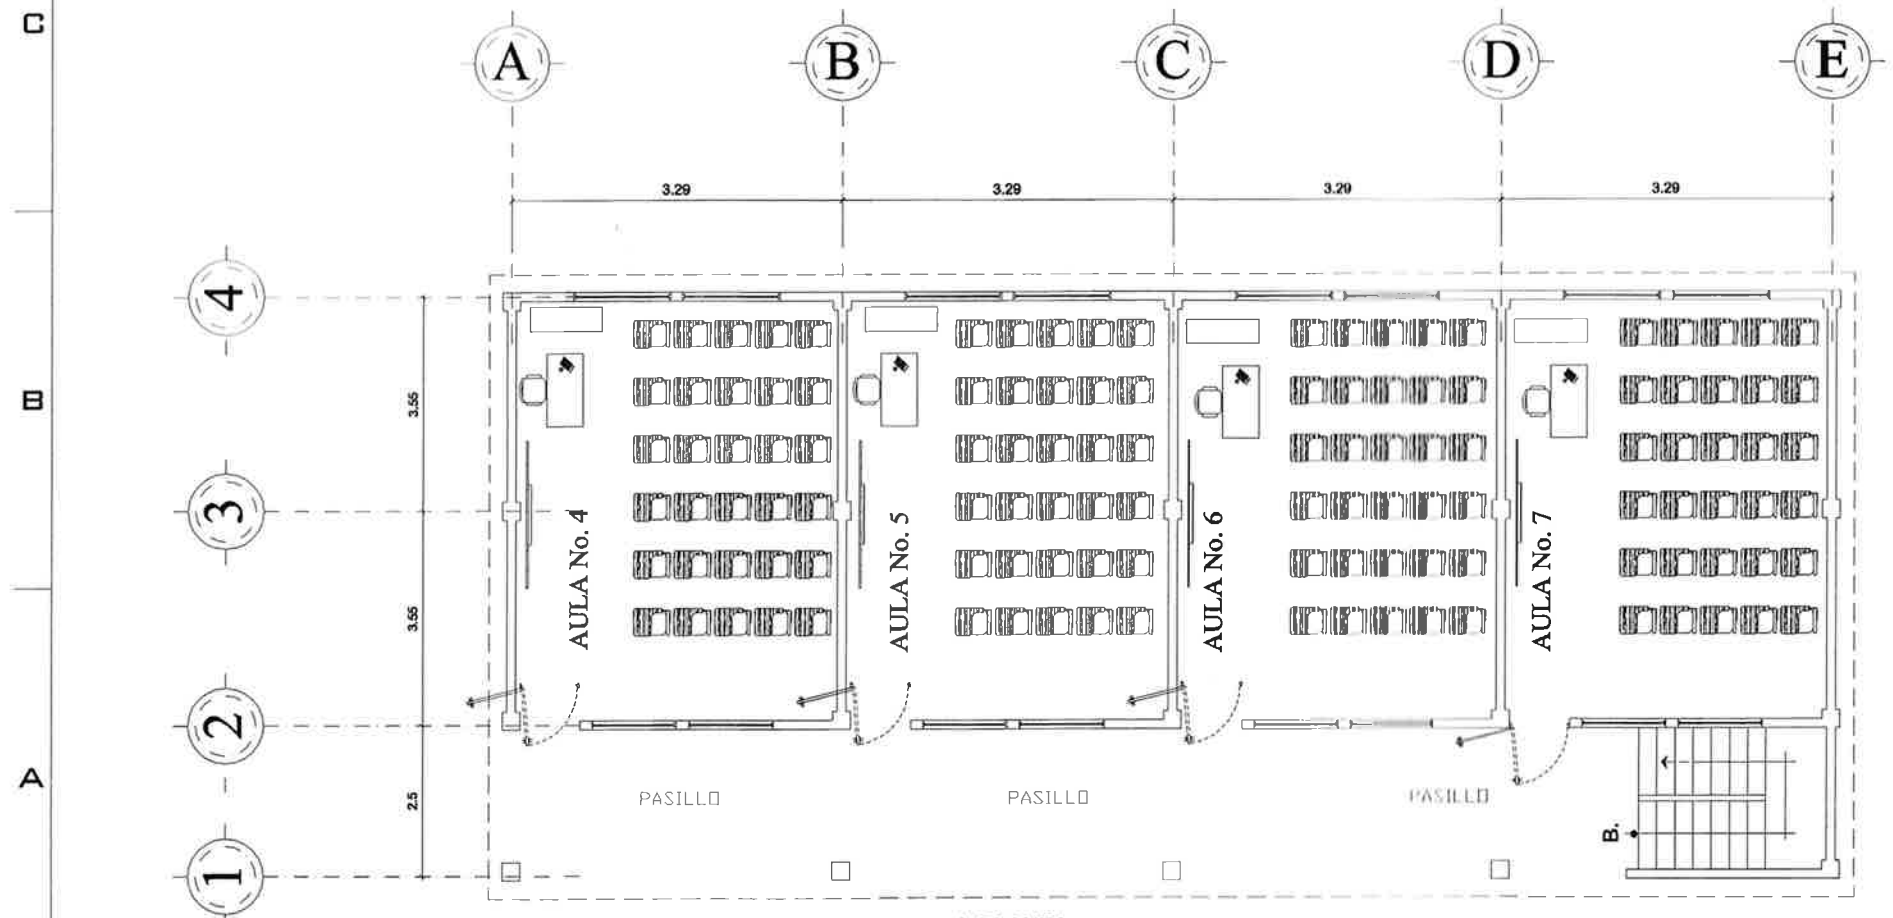 C
A B C D E
3.29 3.29 3.29 3.29
4
3.55
B
3
AULA No. 4 AULA No. 5 AULA No. 6 AULA No. 7
3.55
2
A
2.5
PASILLO PASILLO PASILLO
B.
1